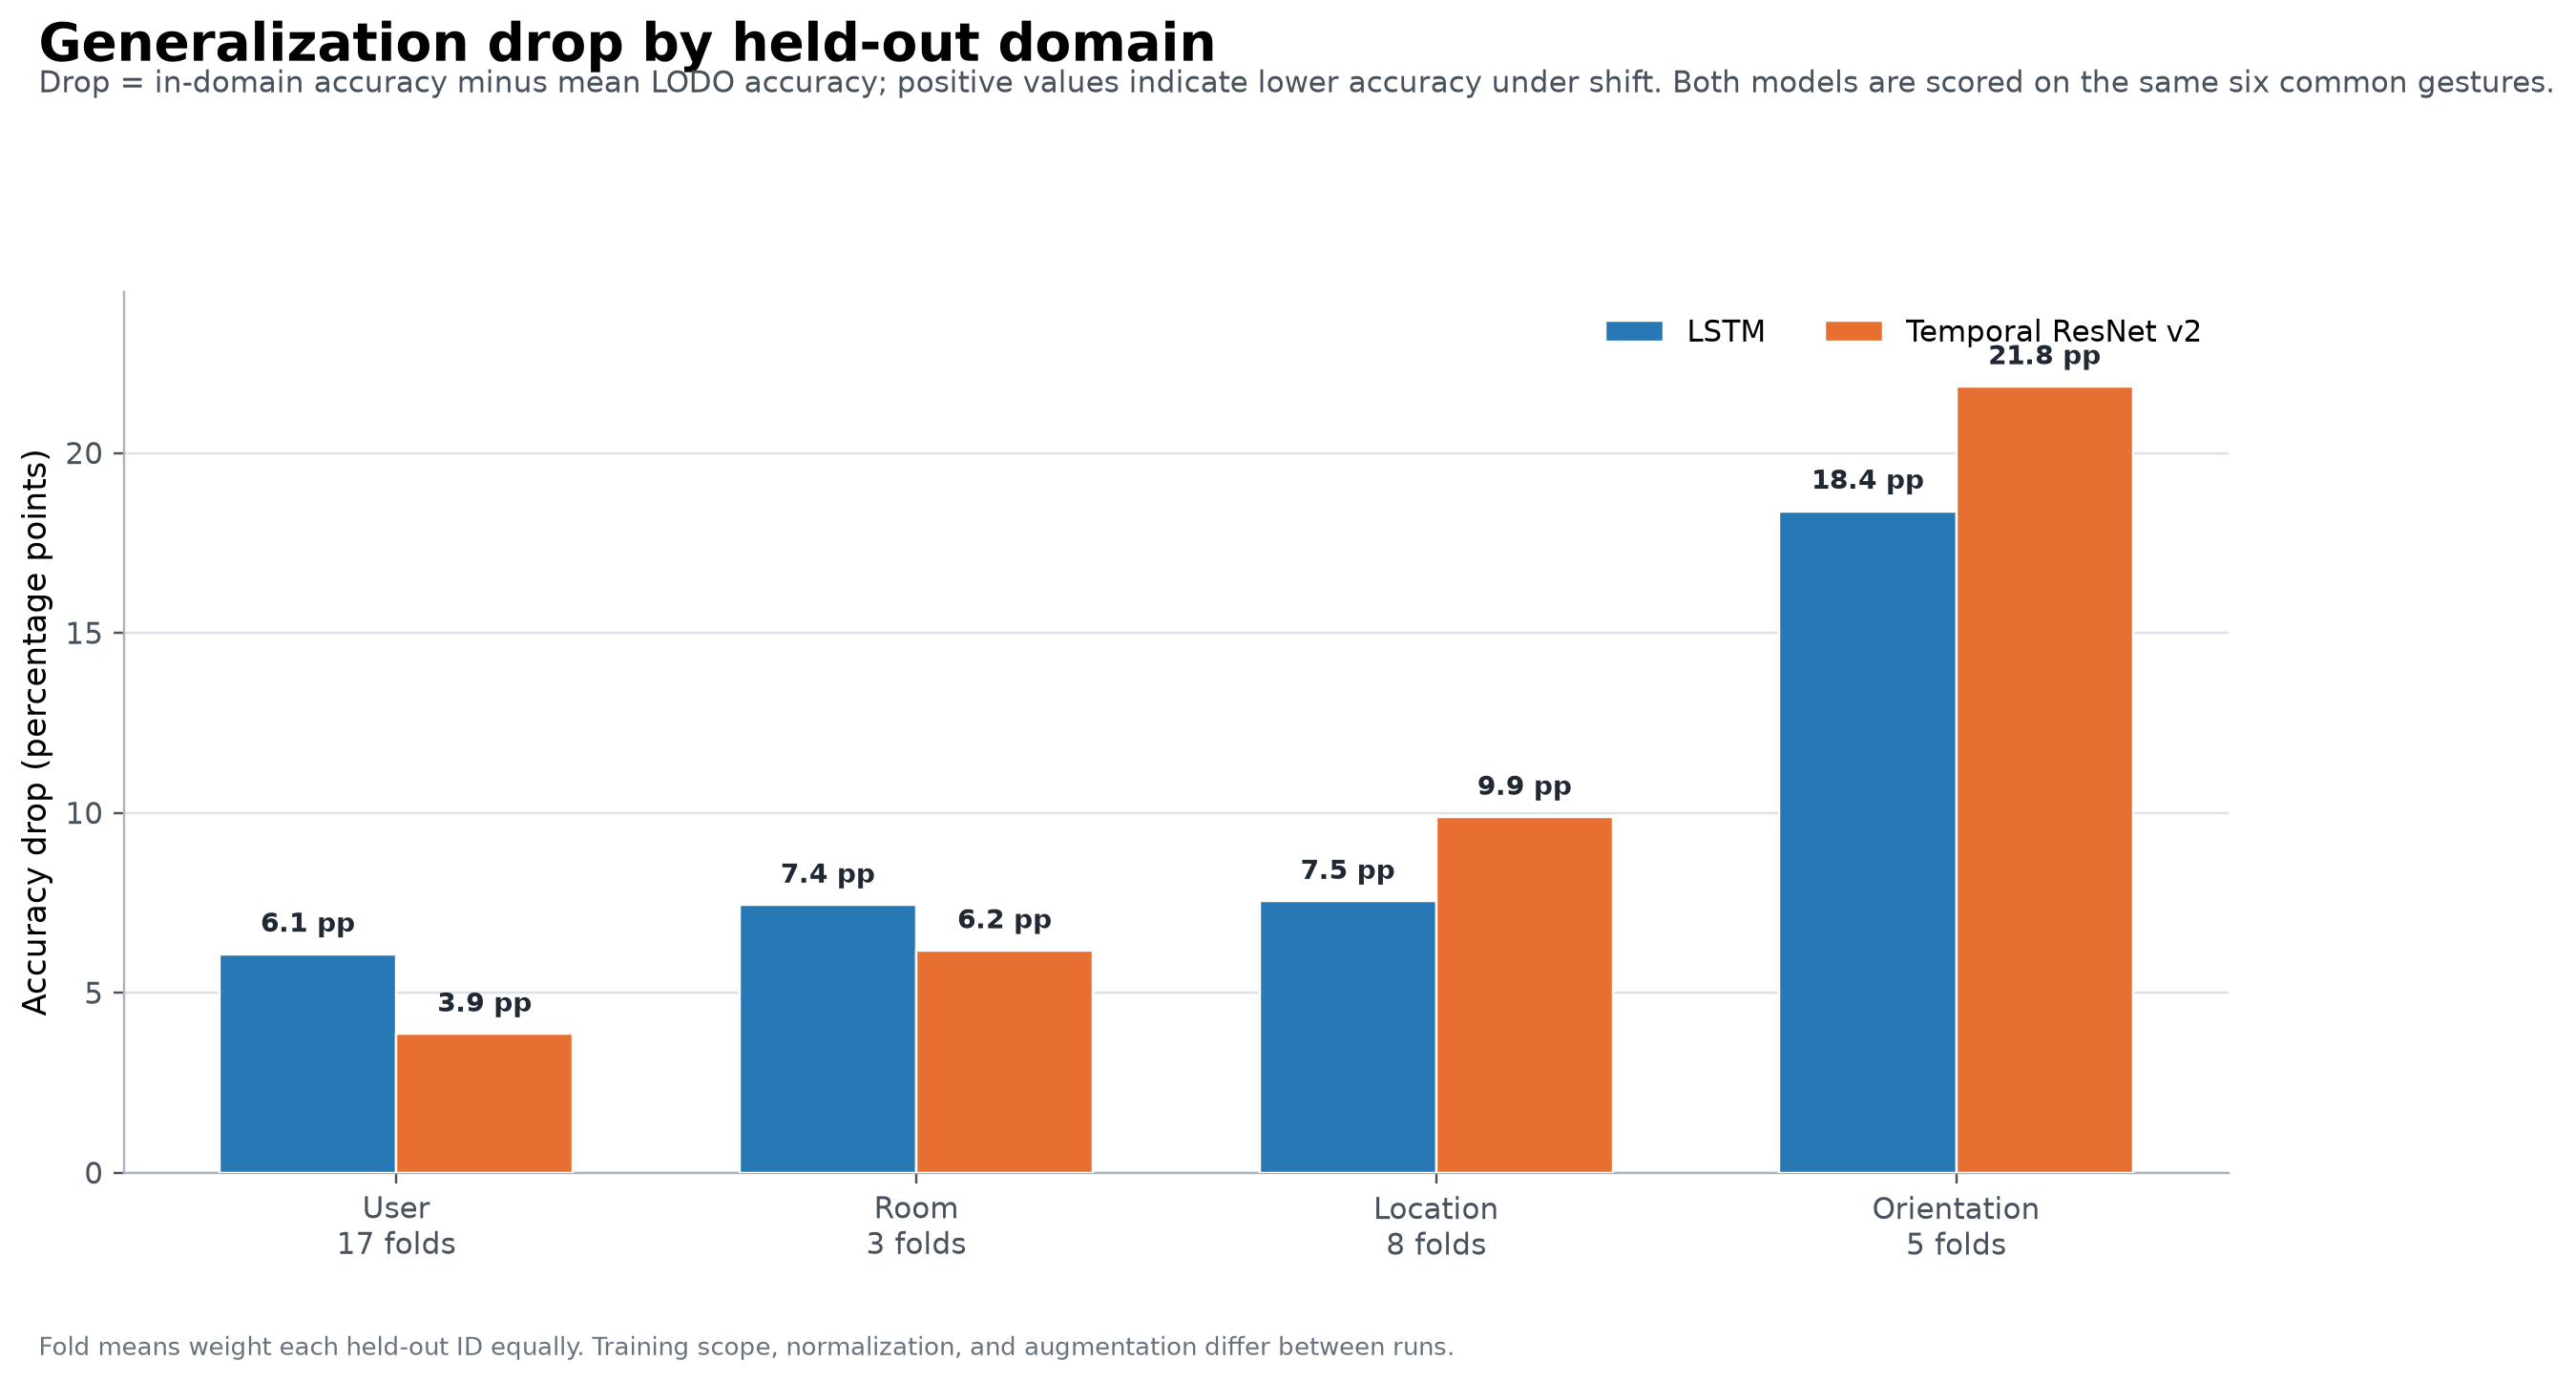 Generalization drop by held-out domain
Drop = in-domain accuracy minus mean LODO accuracy; positive values indicate lower accuracy under shift. Both models are scored on the same six common gestures.
LSTM
Temporal ResNet v2
Accuracy drop (percentage points)
20
15
10
5
0
6.1 pp
3.9 pp
7.4 pp
6.2 pp
7.5 pp
9.9 pp
18.4 pp
21.8 pp
User
17 folds
Room
3 folds
Location
8 folds
Orientation
5 folds
Fold means weight each held-out ID equally. Training scope, normalization, and augmentation differ between runs.